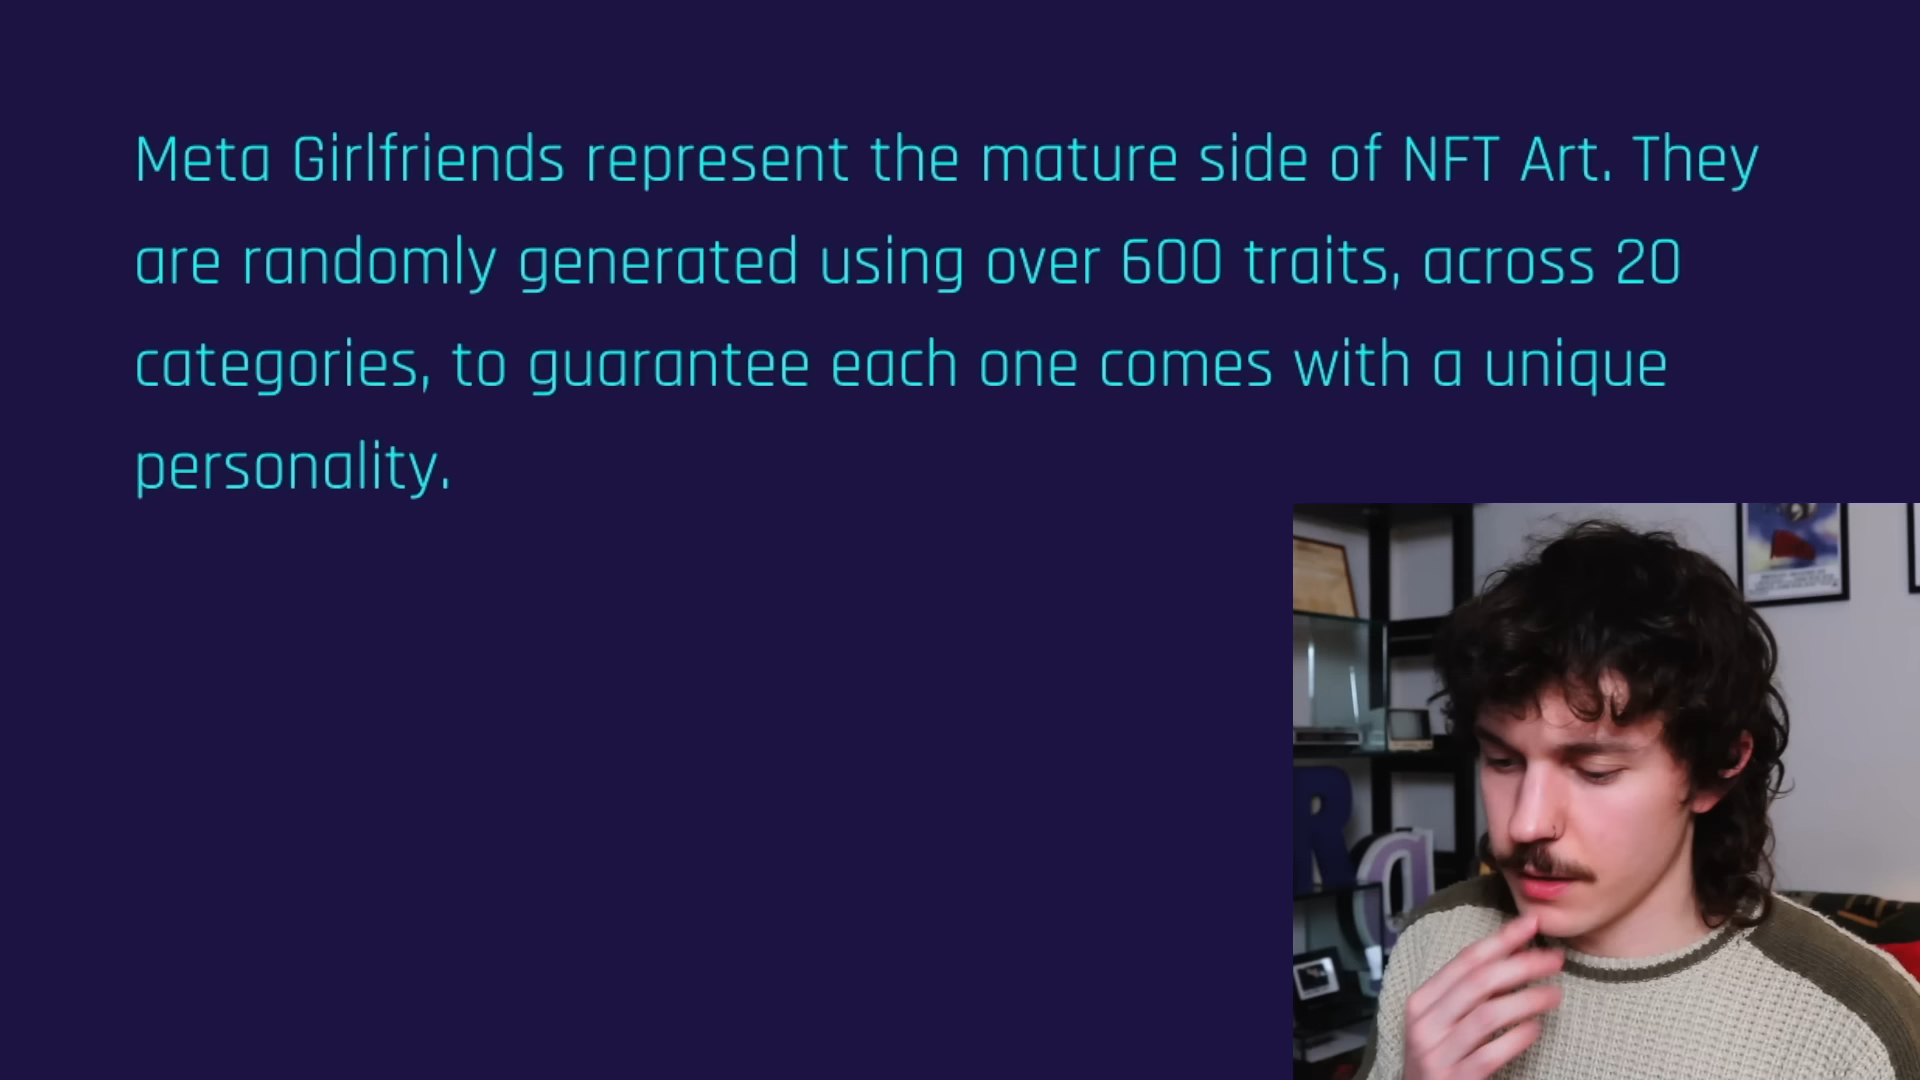 Meta Girlfriends represent the mature side of NFT Art. They
are randomly generated using over 600 traits, across 20
categories, to guarantee each one comes with a unique
personality.
R
a